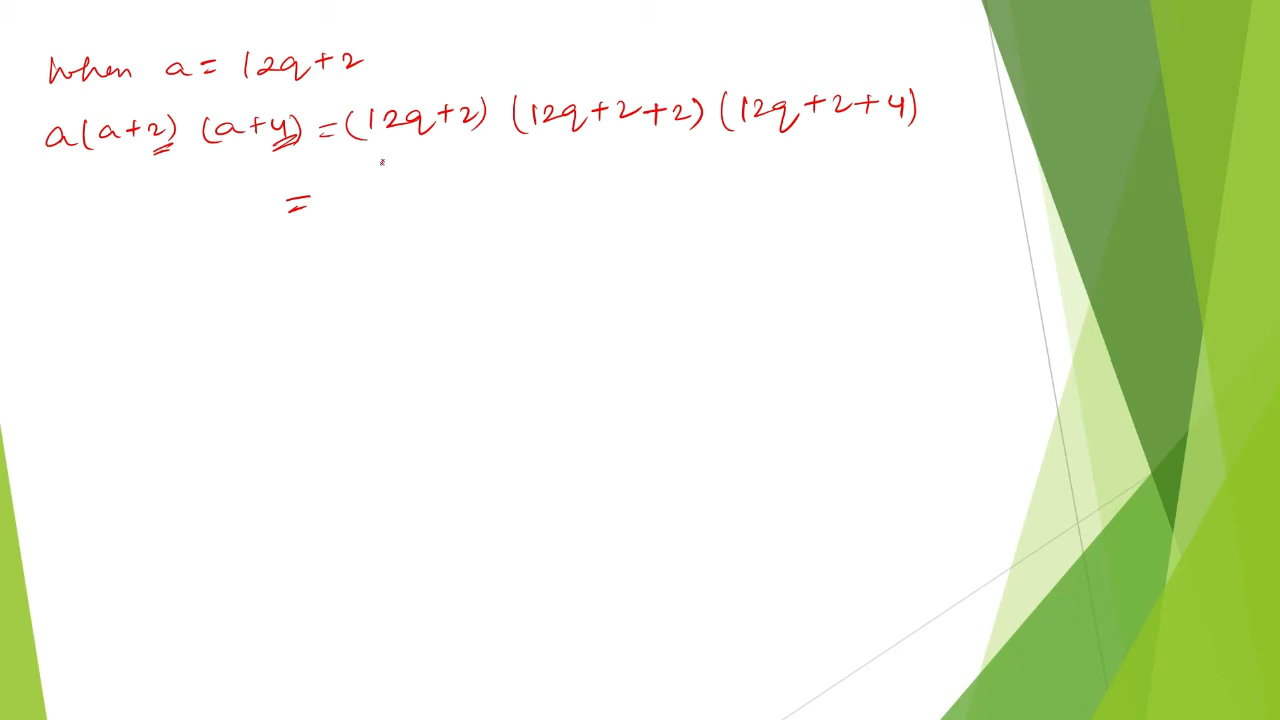 When a = 12q+2
a(a+2) (a+4) = (12q+2) (12q+2+2) (12q+2+4)
=